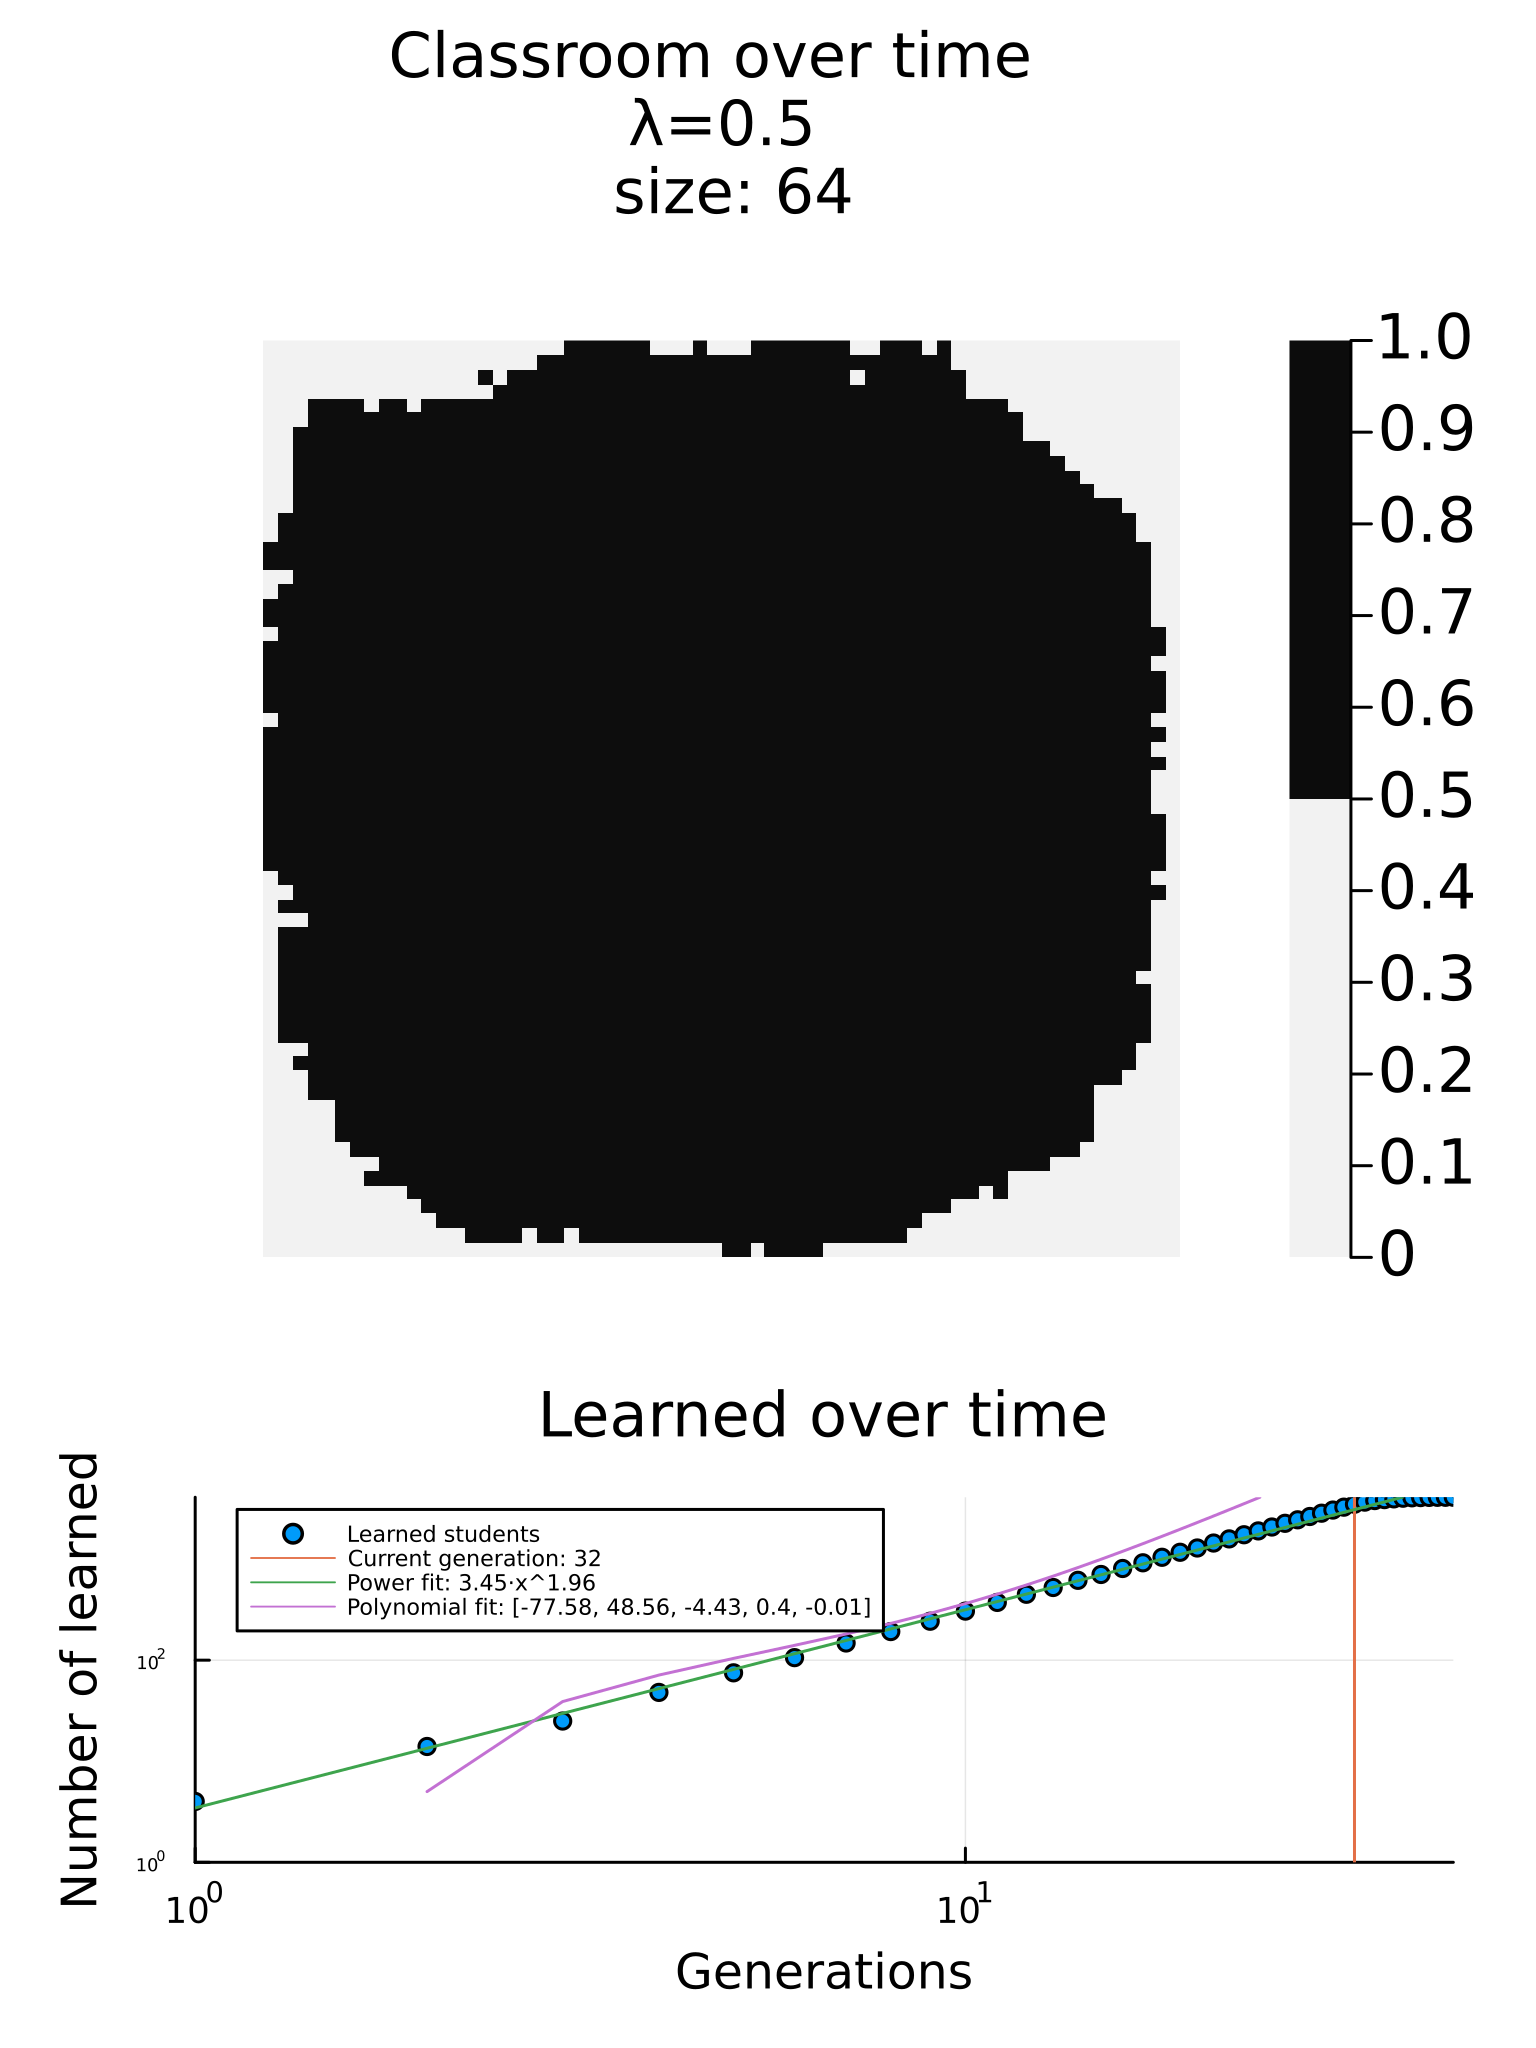 Classroom over time
λ=0.5
size: 64
1.0
0.9
0.8
0.7
0.6
0.5
0.4
0.3
0.2
0.1
0
Learned over time
Number of learned
Learned students
Current generation: 32
Power fit: 3.45·x^1.96
Polynomial fit: [-77.58, 48.56, -4.43, 0.4, -0.01]
10²
10⁰
10⁰ 10¹
Generations